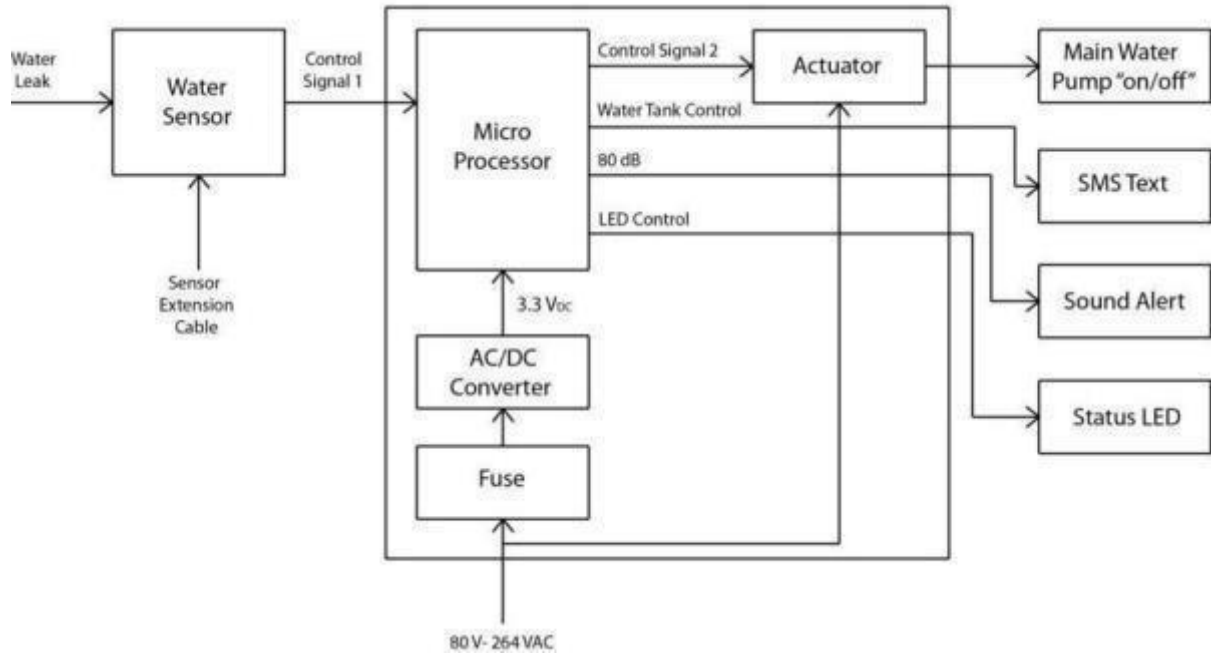 Water
Leak
Water
Sensor
Control
Signal 1
Sensor
Extension
Cable
Micro
Processor
Control Signal 2
Water Tank Control
80 dB
LED Control
Actuator
Main Water
Pump "on/off"
SMS Text
Sound Alert
Status LED
3.3 VDC
AC/DC
Converter
Fuse
80 V- 264 VAC